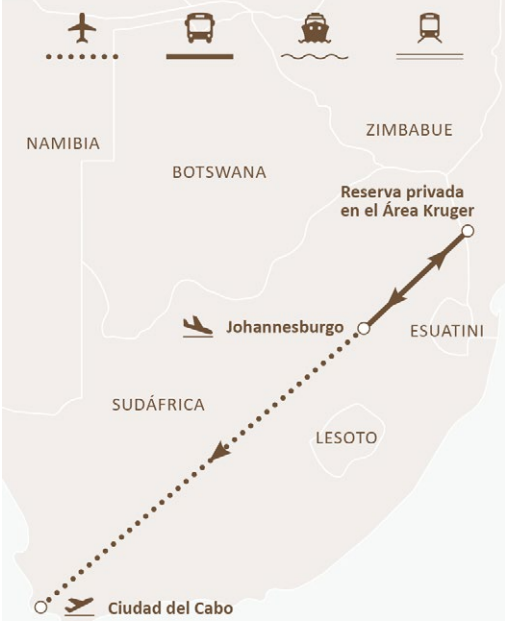 ZIMBABUE
NAMIBIA
BOTSWANA
Reserva privada
en el Área Kruger
Johannesburgo
ESUATINI
SUDÁFRICA
LESOTO
Ciudad del Cabo